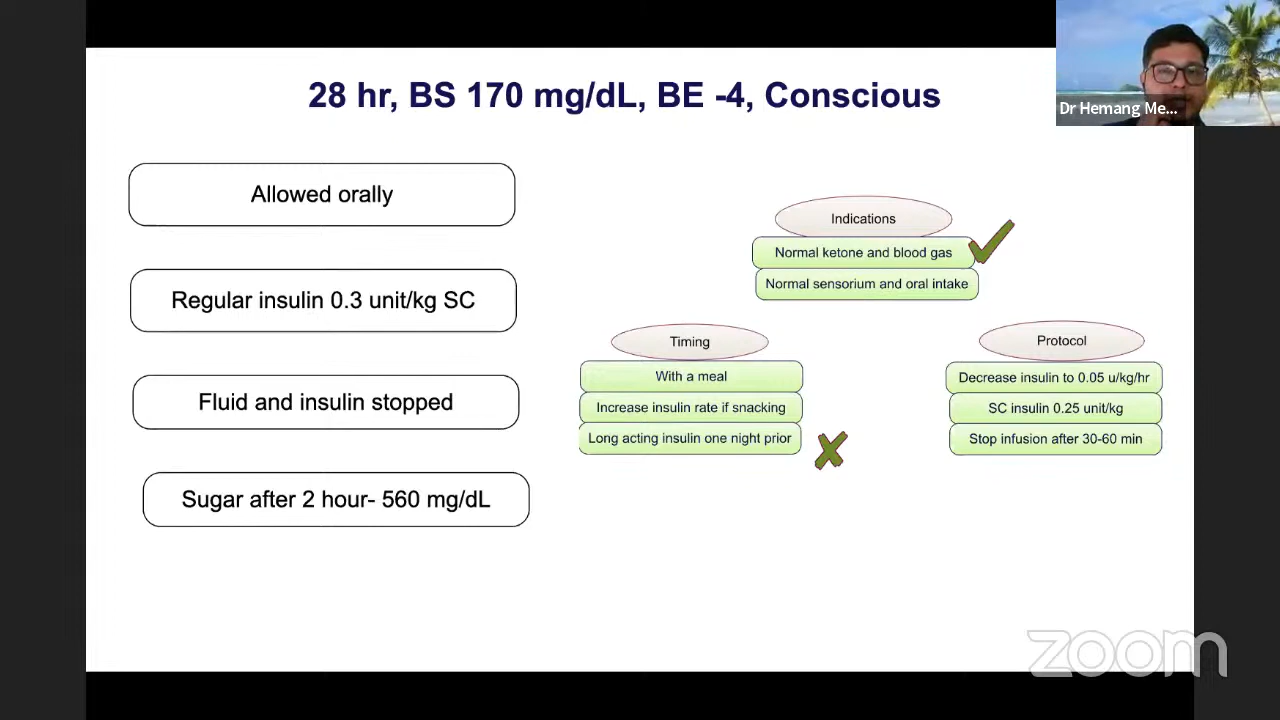 28 hr, BS 170 mg/dL, BE -4, Conscious
Dr Hemang Me...
Allowed orally
Regular insulin 0.3 unit/kg SC
Fluid and insulin stopped
Sugar after 2 hour- 560 mg/dL
Indications
Normal ketone and blood gas
Normal sensorium and oral intake
Timing
With a meal
Increase insulin rate if snacking
Long acting insulin one night prior
Protocol
Decrease insulin to 0.05 u/kg/hr
SC insulin 0.25 unit/kg
Stop infusion after 30-60 min
zoom